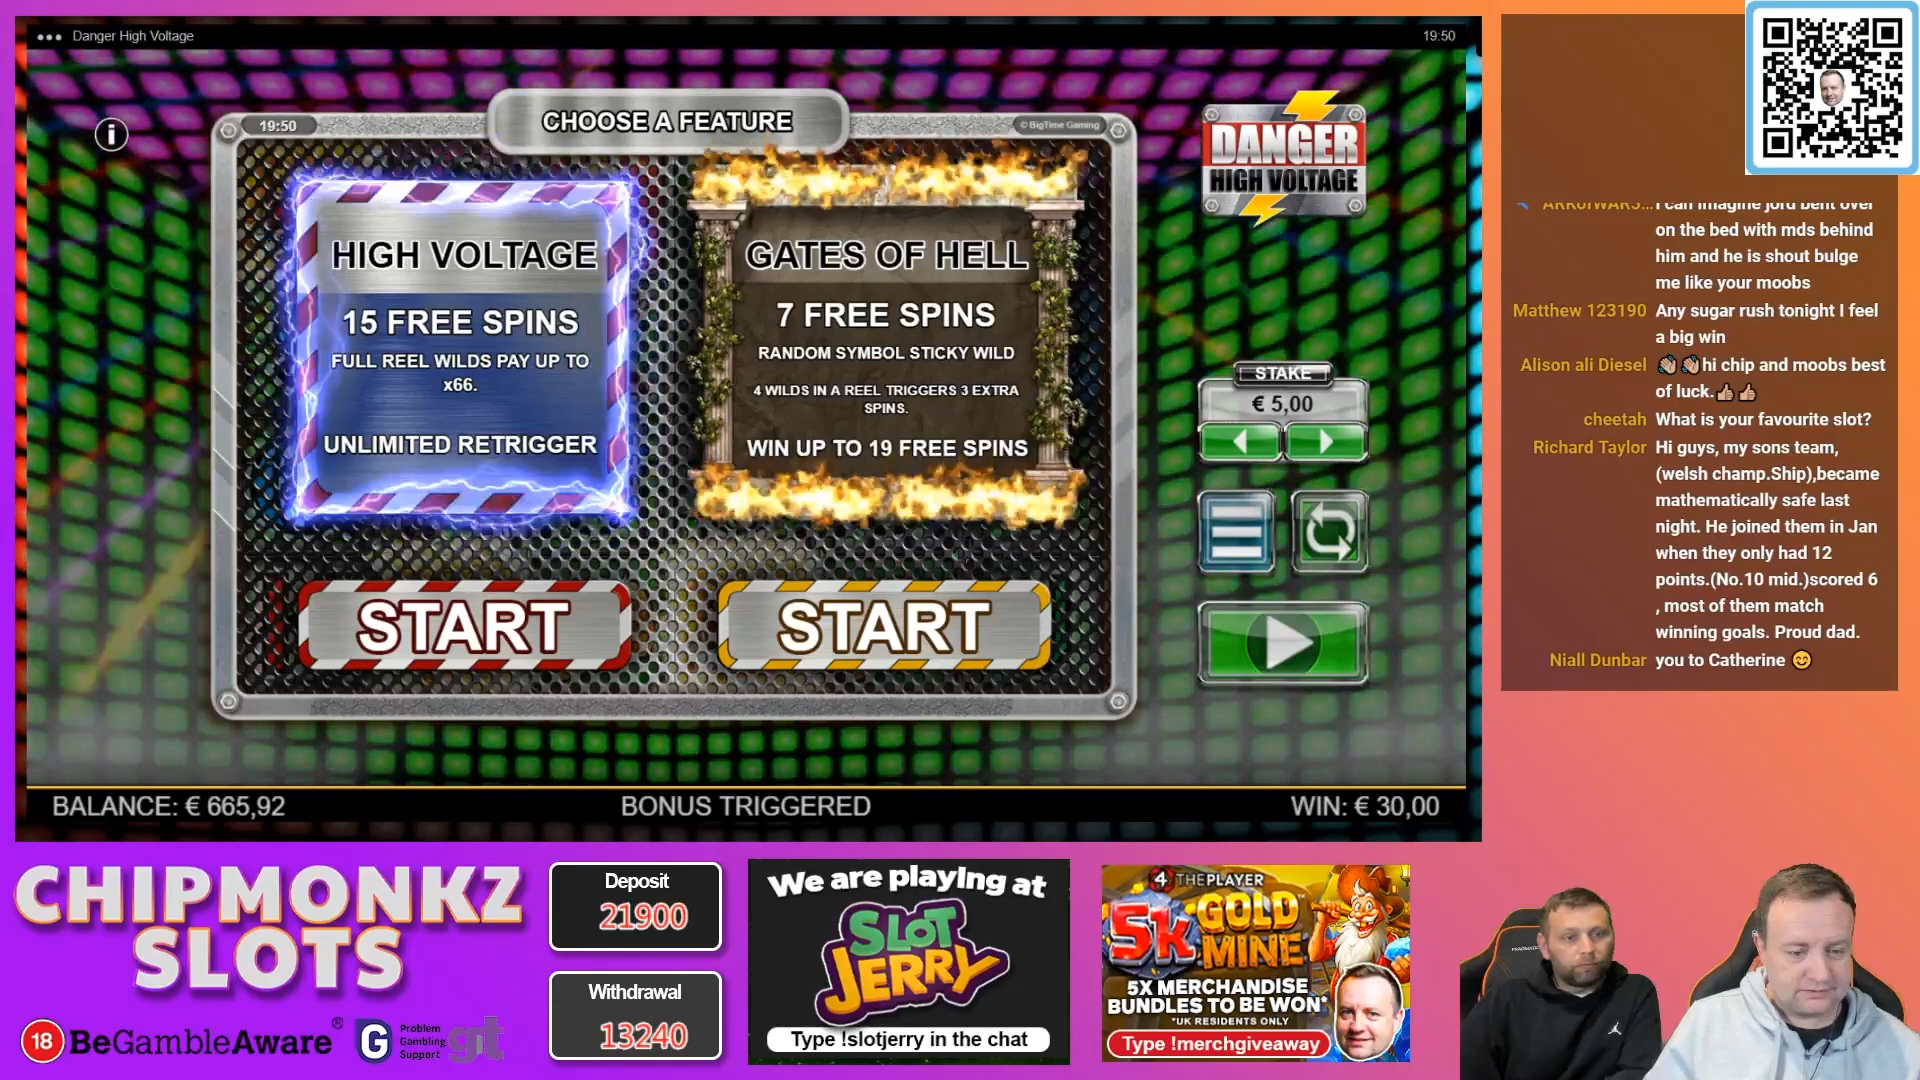 Danger High Voltage
19:50
19:50
CHOOSE A FEATURE
© BigTime Gaming
HIGH VOLTAGE
15 FREE SPINS
FULL REEL WILDS PAY UP TO
x66.
UNLIMITED RETRIGGER
START
GATES OF HELL
7 FREE SPINS
RANDOM SYMBOL STICKY WILD
4 WILDS IN A REEL TRIGGERS 3 EXTRA
SPINS.
WIN UP TO 19 FREE SPINS
START
DANGER
HIGH VOLTAGE
STAKE
€ 5,00
BALANCE: € 665,92
BONUS TRIGGERED
WIN: € 30,00
I can imagine jord bent over
on the bed with mds behind
him and he is shout bulge
me like your moobs
Matthew 123190 Any sugar rush tonight I feel
a big win
Alison ali Diesel 👏🏼👏🏼hi chip and moobs best
of luck.👍🏼👍🏼
cheetah What is your favourite slot?
Richard Taylor Hi guys, my sons team,
(welsh champ.Ship),became
mathematically safe last
night. He joined them in Jan
when they only had 12
points.(No.10 mid.)scored 6
, most of them match
winning goals. Proud dad.
Niall Dunbar you to Catherine 😊
CHIPMONKZ
SLOTS
18 BeGambleAware®
G Problem
Gambling
Support
gt
Deposit
21900
Withdrawal
13240
We are playing at
SLOT
JERRY
Type !slotjerry in the chat
4 THEPLAYER
5K GOLD
MINE
5X MERCHANDISE
BUNDLES TO BE WON*
*UK RESIDENTS ONLY
Type !merchgiveaway